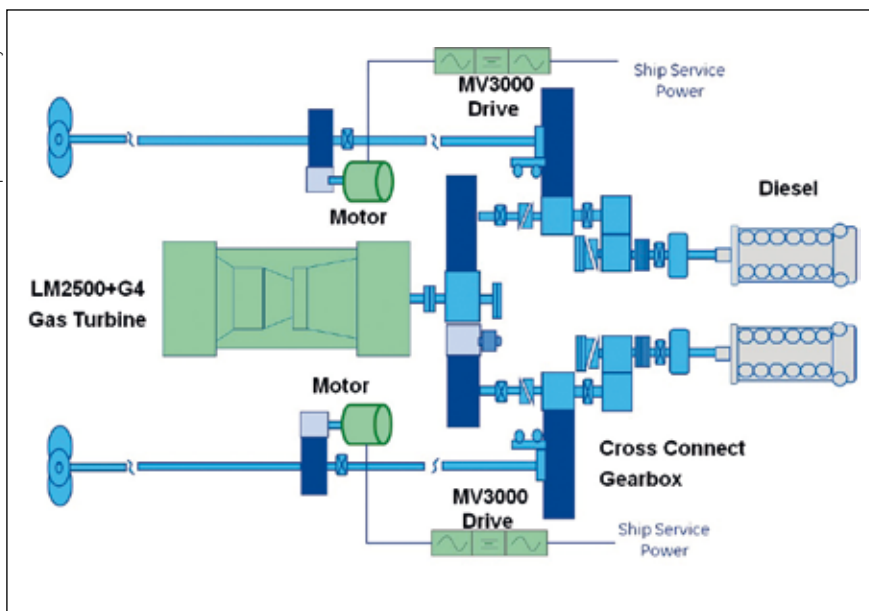 MV3000
Drive
Ship Service
Power
Motor
Diesel
LM2500+G4
Gas Turbine
Motor
Cross Connect
Gearbox
MV3000
Drive
Ship Service
Power